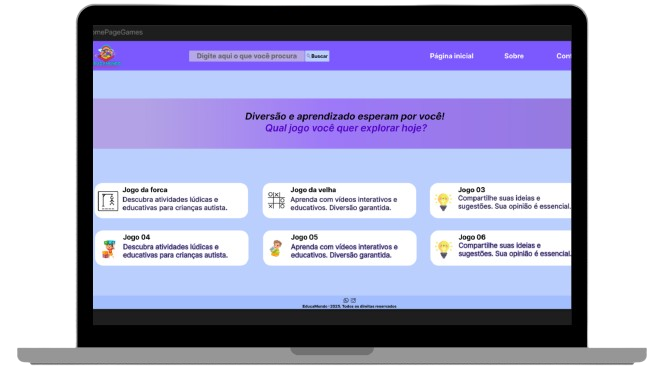 omePageGames
Digite aqui o que você procura
Buscar
Página inicial
Sobre
Con
Diversão e aprendizado esperam por você!
Qual jogo você quer explorar hoje?
Jogo da forca
Descubra atividades lúdicas e
educativas para crianças autista.
Jogo da velha
Aprenda com vídeos interativos e
educativos. Diversão garantida.
Jogo 03
Compartilhe suas ideias e
sugestões. Sua opinião é essencial.
Jogo 04
Descubra atividades lúdicas e
educativas para crianças autista.
Jogo 05
Aprenda com vídeos interativos e
educativos. Diversão garantida.
Jogo 06
Compartilhe suas ideias e
sugestões. Sua opinião é essencial.
EducaMundo - 2025. Todos os direitos reservados